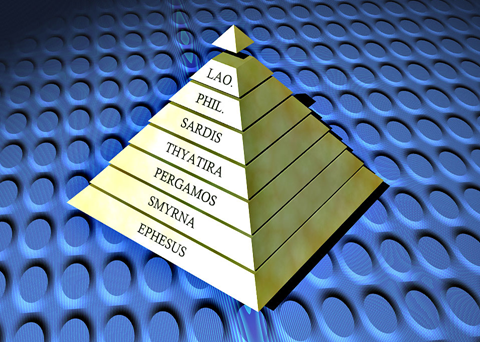 LAO.
PHIL.
SARDIS
THYATIRA
PERGAMOS
SMYRNA
EPHESUS